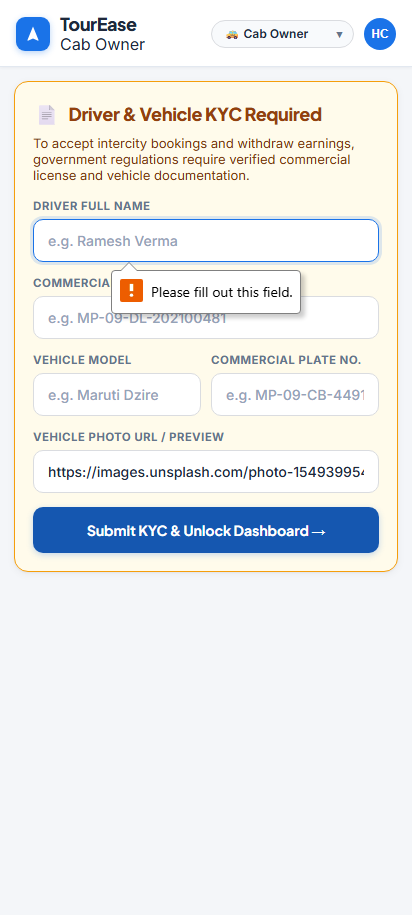 TourEase
Cab Owner
Cab Owner
HC
Driver & Vehicle KYC Required
To accept intercity bookings and withdraw earnings,
government regulations require verified commercial
license and vehicle documentation.
DRIVER FULL NAME
e.g. Ramesh Verma
COMMERCIA
Please fill out this field.
e.g. MP-09-DL-202100481
VEHICLE MODEL
COMMERCIAL PLATE NO.
e.g. Maruti Dzire
e.g. MP-09-CB-4491
VEHICLE PHOTO URL / PREVIEW
https://images.unsplash.com/photo-154939954
Submit KYC & Unlock Dashboard →